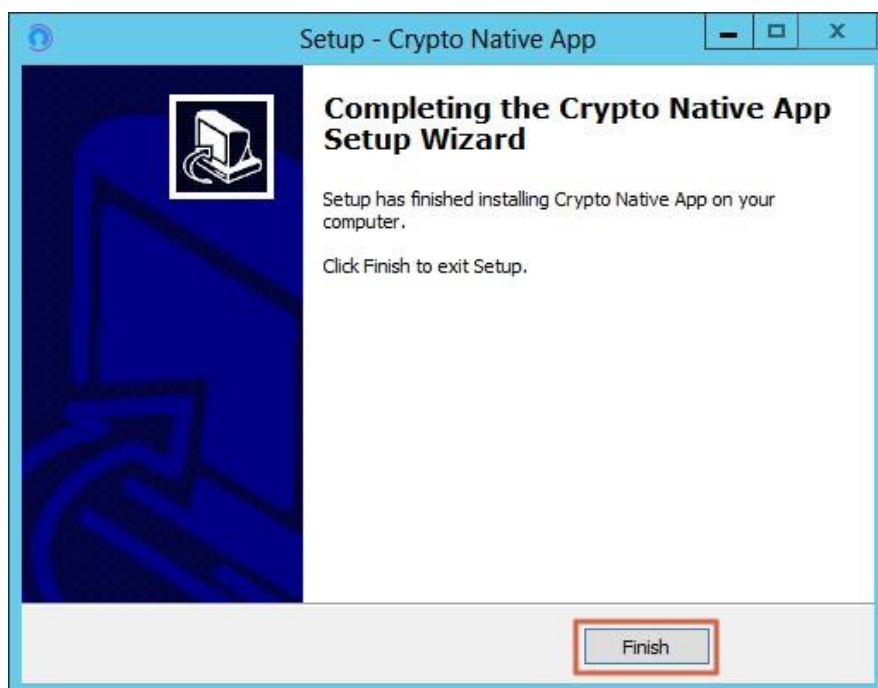 Setup - Crypto Native App
Completing the Crypto Native App
Setup Wizard
Setup has finished installing Crypto Native App on your
computer.
Click Finish to exit Setup.
Finish